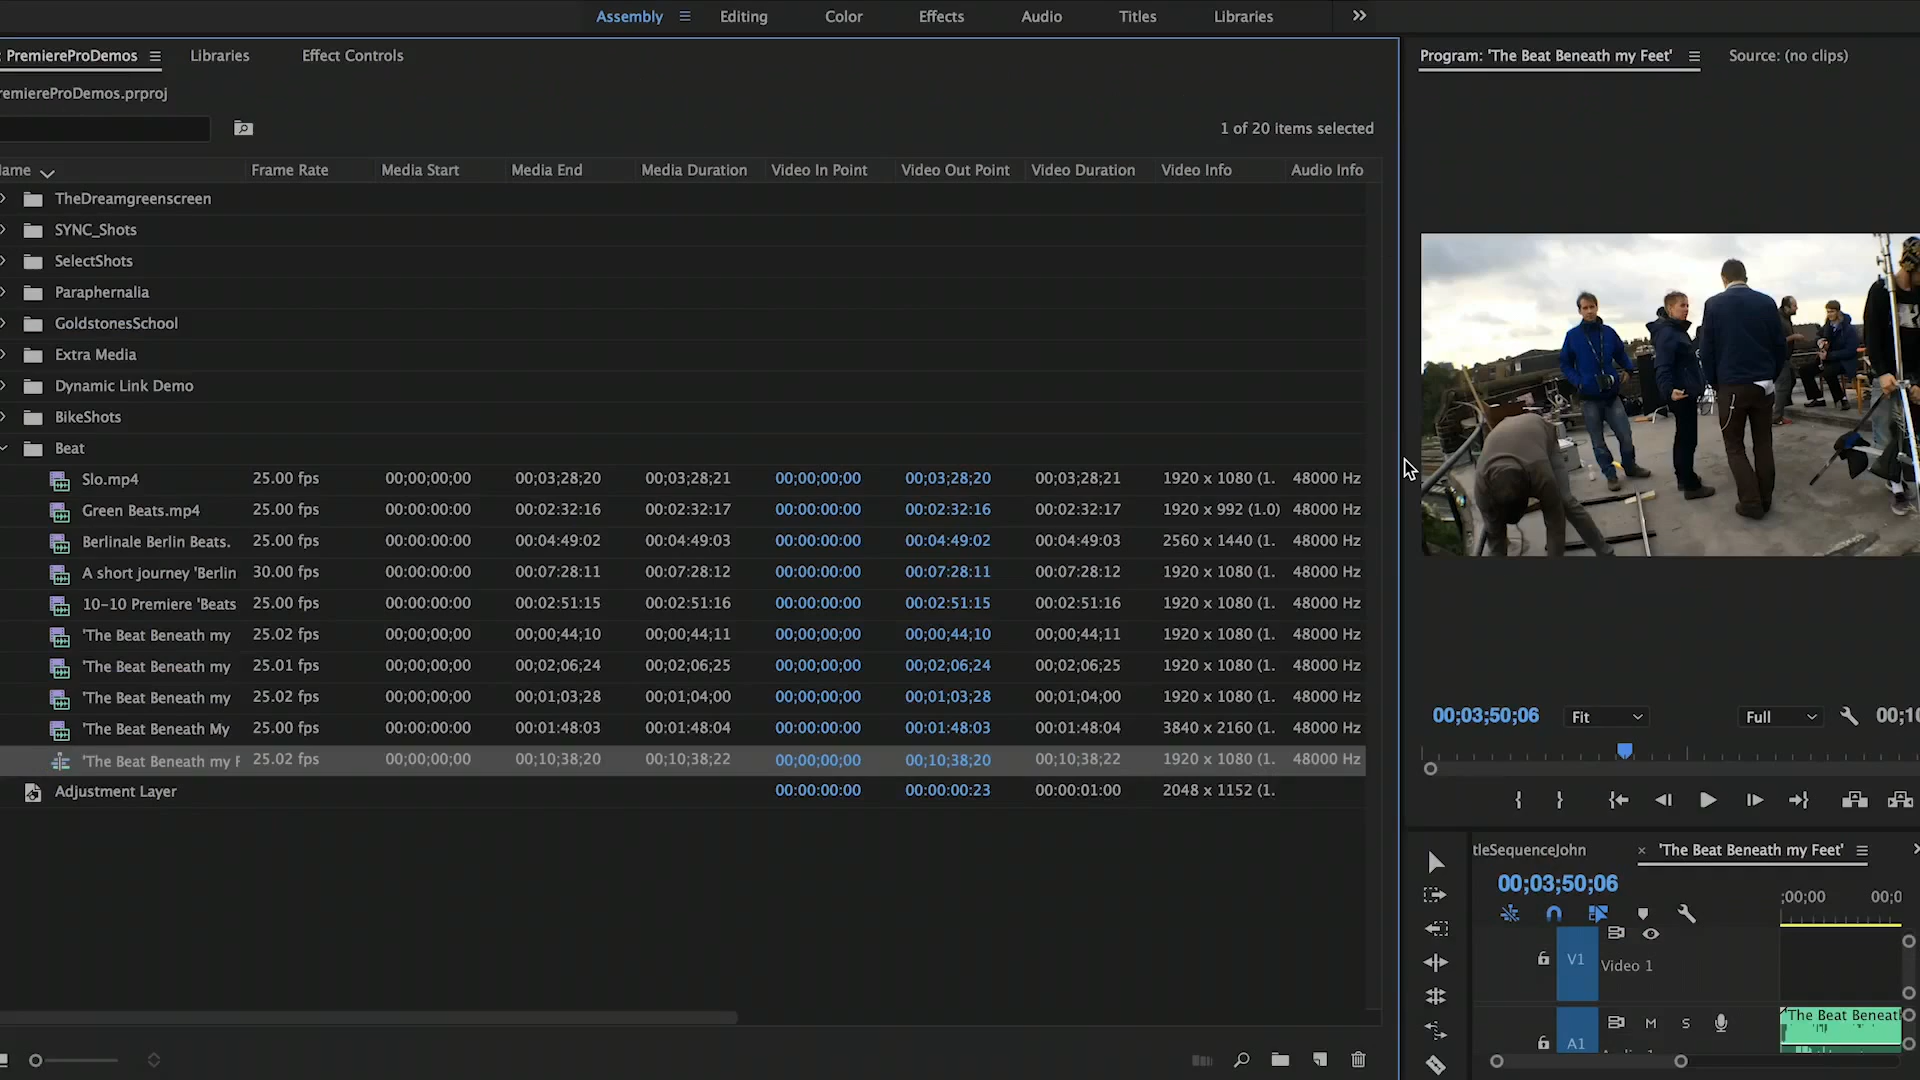 Assembly Editing Color Effects Audio Titles Libraries
: PremiereProDemos Libraries Effect Controls
Program: 'The Beat Beneath my Feet' Source: (no clips)
remiereProDemos.prproj
1 of 20 items selected
ame Frame Rate Media Start Media End Media Duration Video In Point Video Out Point Video Duration Video Info Audio Info
TheDreamgreenscreen
SYNC_Shots
SelectShots
Paraphernalia
GoldstonesSchool
Extra Media
Dynamic Link Demo
BikeShots
Beat
Slo.mp4 25.00 fps 00:00:00:00 00:03:28:20 00:03:28:21 00:00:00:00 00:03:28:20 00:03:28:21 1920 x 1080 (1. 48000 Hz
Green Beats.mp4 25.00 fps 00:00:00:00 00:02:32:16 00:02:32:17 00:00:00:00 00:02:32:16 00:02:32:17 1920 x 992 (1.0) 48000 Hz
Berlinale Berlin Beats. 25.00 fps 00:00:00:00 00:04:49:02 00:04:49:03 00:00:00:00 00:04:49:02 00:04:49:03 2560 x 1440 (1. 48000 Hz
A short journey 'Berlin 30.00 fps 00:00:00:00 00:07:28:11 00:07:28:12 00:00:00:00 00:07:28:11 00:07:28:12 1920 x 1080 (1. 48000 Hz
10-10 Premiere 'Beats 25.00 fps 00:00:00:00 00:02:51:15 00:02:51:16 00:00:00:00 00:02:51:15 00:02:51:16 1920 x 1080 (1. 48000 Hz
'The Beat Beneath my 25.02 fps 00;00;00;00 00;00;44;10 00;00;44;11 00;00;00;00 00;00;44;10 00;00;44;11 1920 x 1080 (1. 48000 Hz
'The Beat Beneath my 25.01 fps 00;00;00;00 00;02;06;24 00;02;06;25 00;00;00;00 00;02;06;24 00;02;06;25 1920 x 1080 (1. 48000 Hz
'The Beat Beneath my 25.02 fps 00;00;00;00 00;01;03;28 00;01;04;00 00;00;00;00 00;01;03;28 00;01;04;00 1920 x 1080 (1. 48000 Hz
'The Beat Beneath My 25.00 fps 00:00:00:00 00:01:48:03 00:01:48:04 00:00:00:00 00:01:48:03 00:01:48:04 3840 x 2160 (1. 48000 Hz
'The Beat Beneath my F 25.02 fps 00;00;00;00 00;10;38;20 00;10;38;22 00;00;00;00 00;10;38;20 00;10;38;22 1920 x 1080 (1. 48000 Hz
Adjustment Layer 00:00:00:00 00:00:00:23 00:00:01:00 2048 x 1152 (1.
00;03;50;06 Fit Full 00;10
tleSequenceJohn × 'The Beat Beneath my Feet'
00;03;50;06
;00;00 00;0
V1 Video 1
'The Beat Beneat
M S
A1